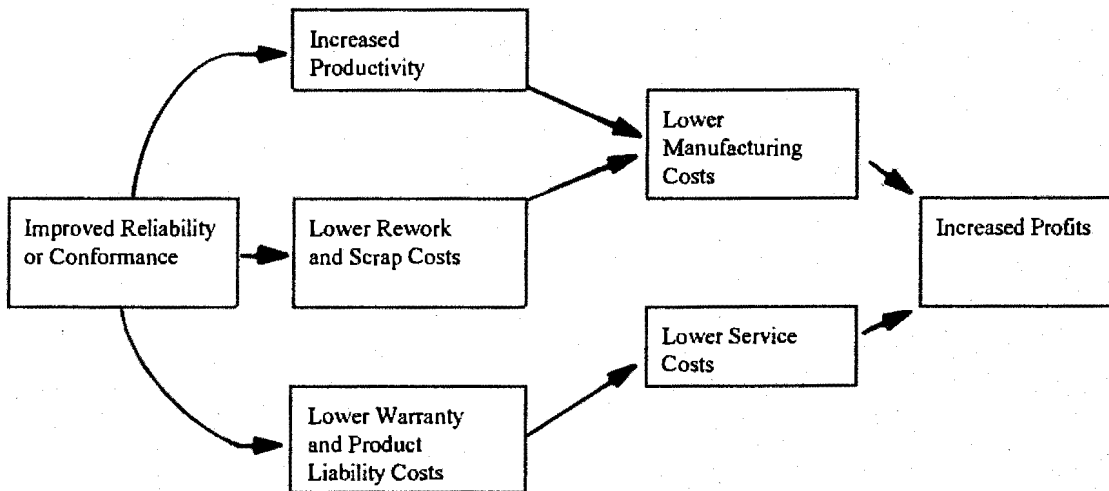 Increased
Productivity
Lower
Manufacturing
Costs
Improved Reliability
or Conformance
Lower Rework
and Scrap Costs
Increased Profits
Lower Service
Costs
Lower Warranty
and Product
Liability Costs